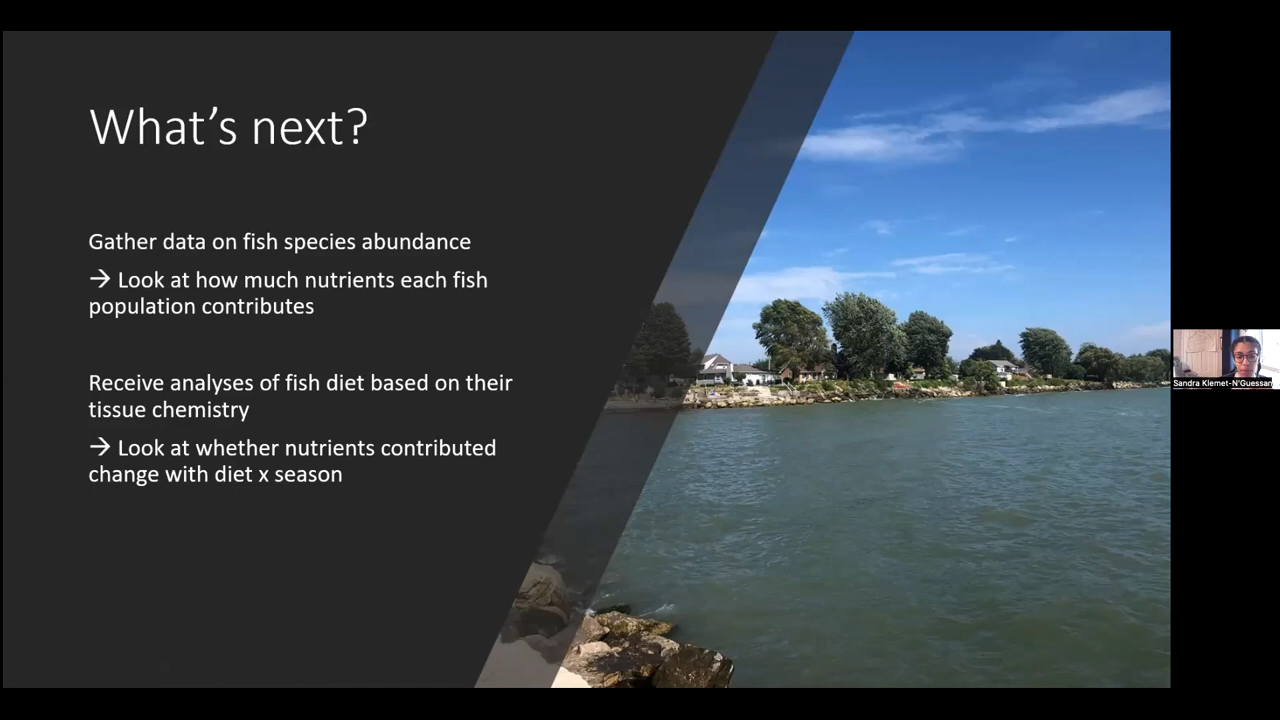 What’s next?
Gather data on fish species abundance
→ Look at how much nutrients each fish
population contributes
Receive analyses of fish diet based on their
tissue chemistry
→ Look at whether nutrients contributed
change with diet x season
Sandra Klemet-N'Guessan